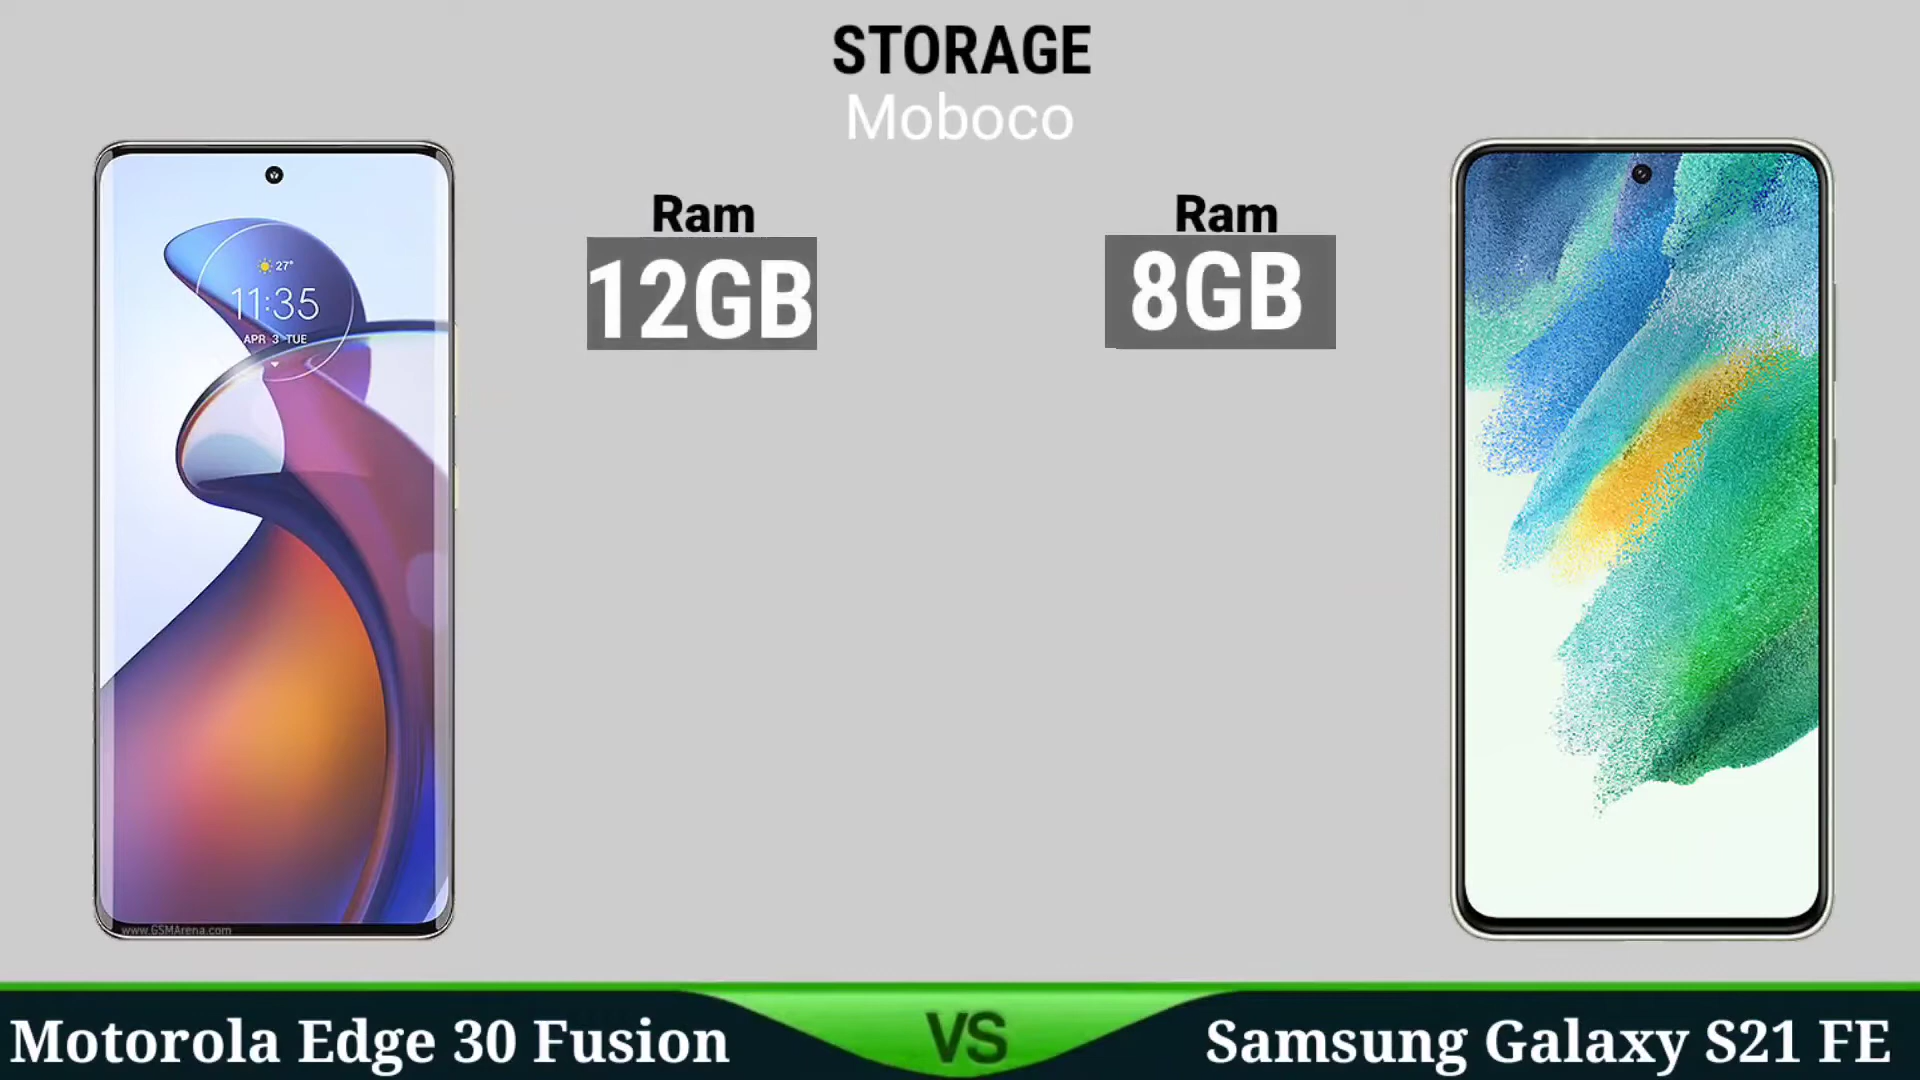 STORAGE
Moboco
Ram
12GB
Ram
8GB
27°
11:35
APR 3 TUE
www.GSMArena.com
Motorola Edge 30 Fusion
VS
Samsung Galaxy S21 FE